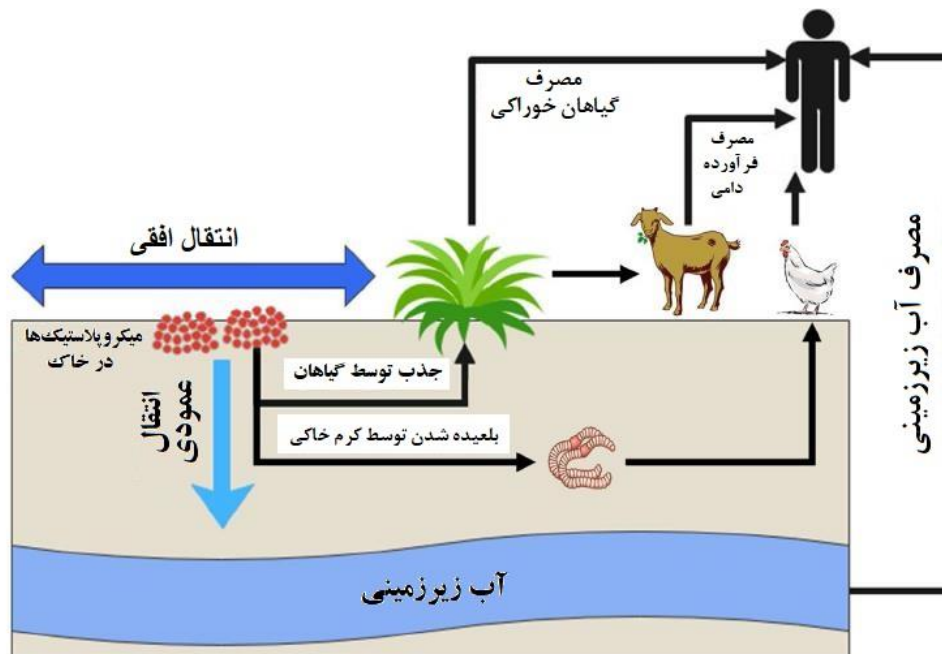 مصرف
گیاهان خوراکی
مصرف
فرآورده
دامی
انتقال افقی
میکروپلاستیک‌ها
در خاک
انتقال
عمودی
جذب توسط گیاهان
بلعیده شدن توسط کرم خاکی
مصرف آب زیرزمینی
آب زیرزمینی